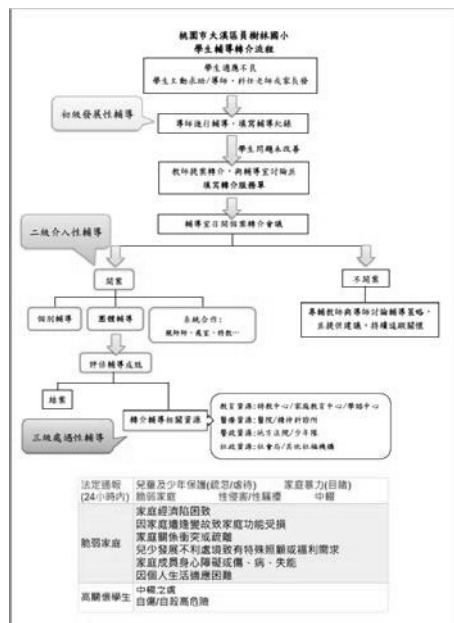 桃園市大溪區員樹林國小
學生輔導轉介流程
學生適應不良
學生主動求助/導師、科任老師或家長發
初級發展性輔導
導師進行輔導，填寫輔導紀錄
學生問題未改善
教師提案轉介，與輔導室討論並
填寫轉介服務單
輔導室召開個案轉介會議
二級介入性輔導
開案
不開案
個別輔導
團體輔導
系統合作：
親師師、處室、特教…
專輔教師與導師討論輔導策略，
並提供建議，持續追蹤關懷
評估輔導成效
結案
轉介輔導相關資源
教育資源：特教中心/家庭教育中心/學諮中心
醫療資源：醫院/精神科診所
警政資源：地方法院/少年隊
社政資源：社會局/其他社福機構
三級處遇性輔導
法定通報
(24小時內)
兒童及少年保護(疏忽/虐待) 家庭暴力(目睹)
脆弱家庭 性侵害/性騷擾 中輟
脆弱家庭
家庭經濟陷困致
因家庭遭逢變故致家庭功能受損
家庭關係衝突或疏離
兒少發展不利處境致有特殊照顧或福利需求
家庭成員身心障礙或傷、病、失能
因個人生活適應困難
高關懷學生
中輟之虞
自傷/自殺高危險